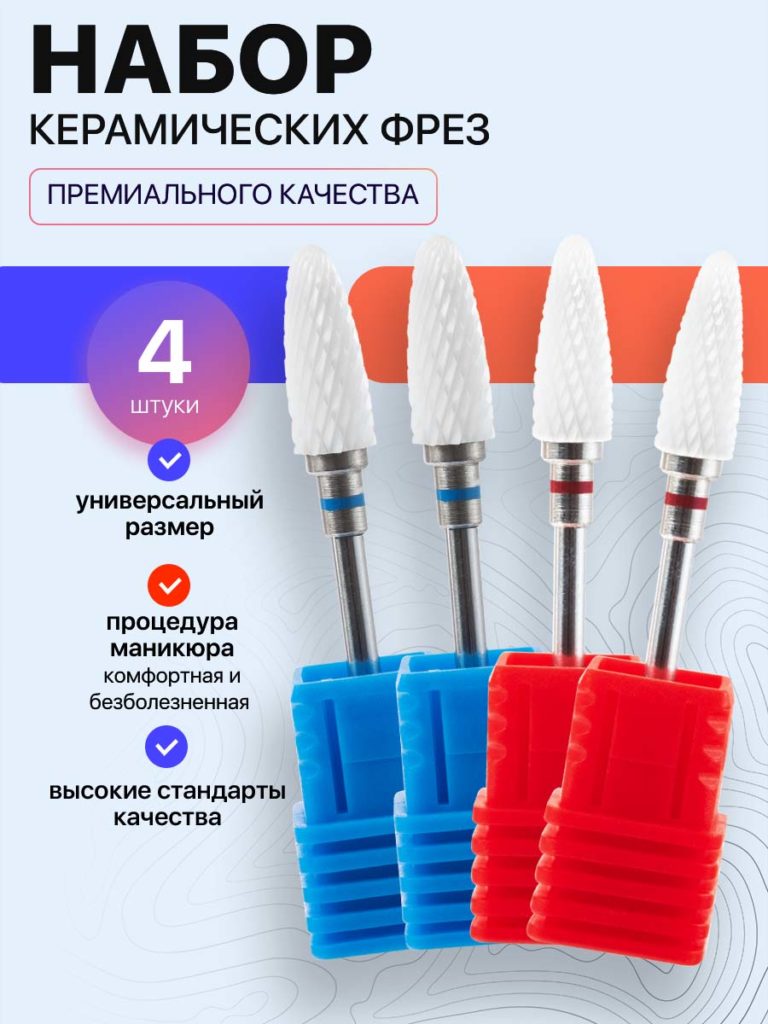 НАБОР
КЕРАМИЧЕСКИХ ФРЕЗ
ПРЕМИАЛЬНОГО КАЧЕСТВА
4
штуки
универсальный
размер
процедура
маникюра
комфортная и
безболезненная
высокие стандарты
качества